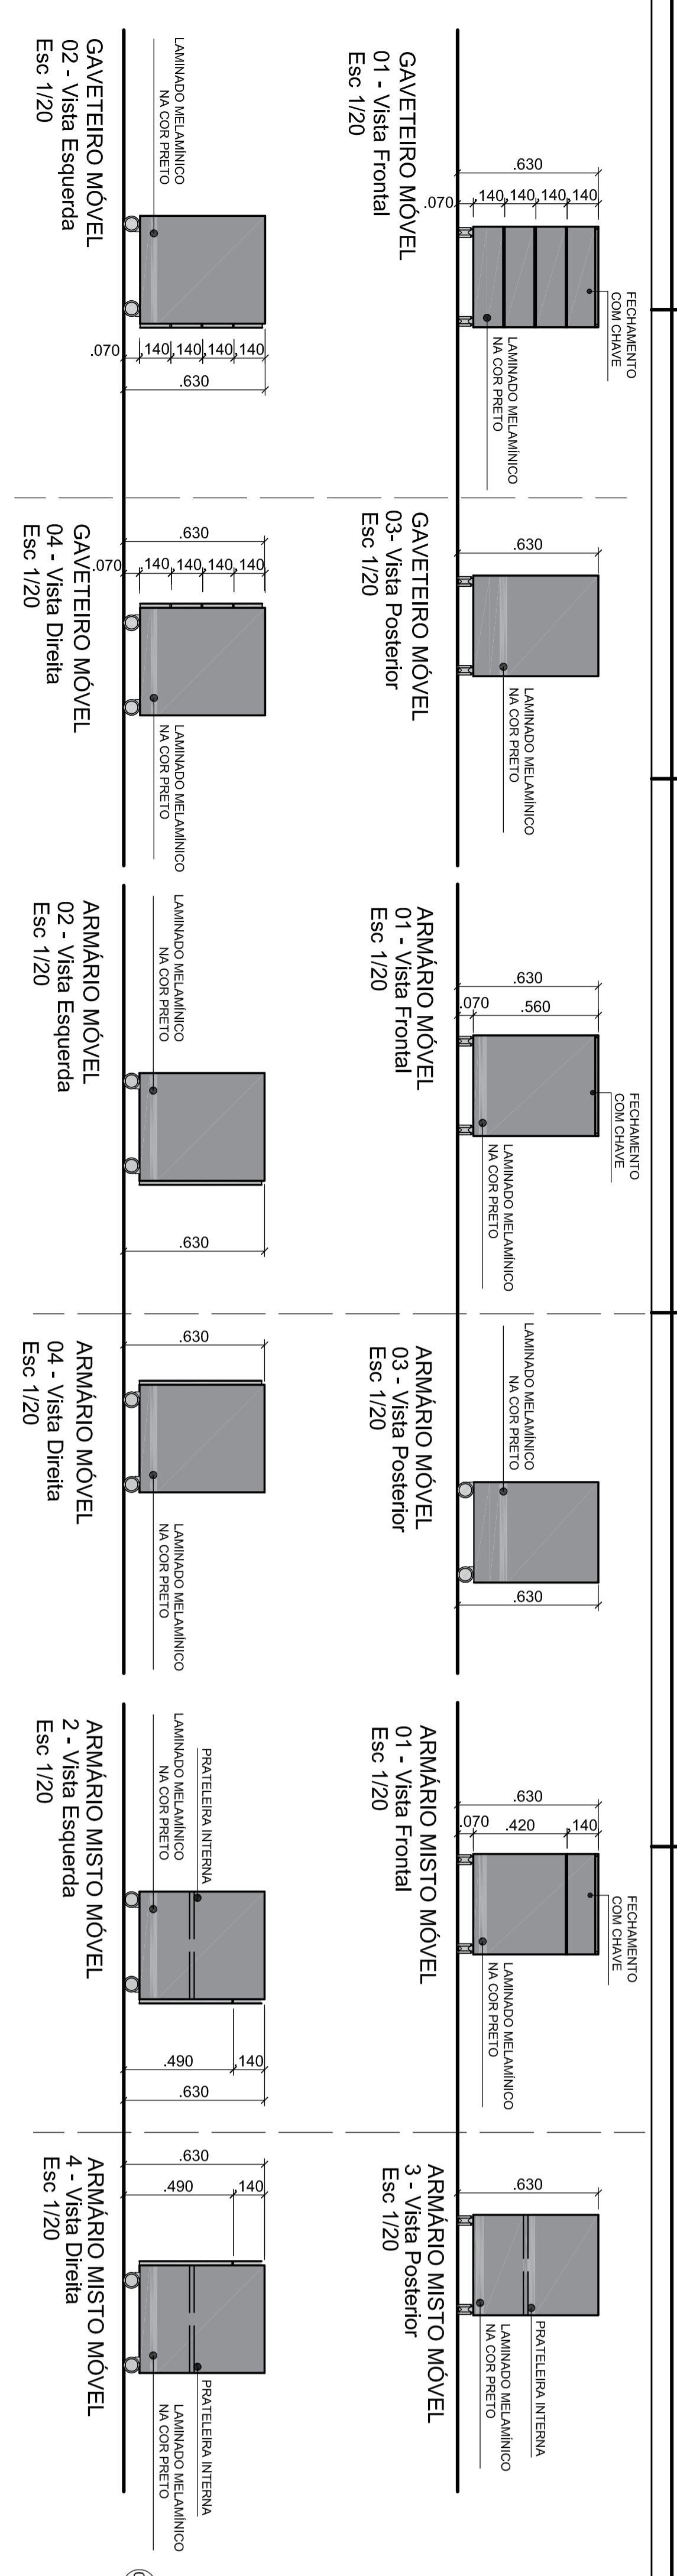 GAVETEIRO MÓVEL
01 - Vista Frontal
Esc 1/20
.630
.070
.140
.140
.140
.140
FECHAMENTO
COM CHAVE
LAMINADO MELAMÍNICO
NA COR PRETO
GAVETEIRO MÓVEL
03- Vista Posterior
Esc 1/20
.630
LAMINADO MELAMÍNICO
NA COR PRETO
ARMÁRIO MÓVEL
01 - Vista Frontal
Esc 1/20
.630
.070
.560
FECHAMENTO
COM CHAVE
LAMINADO MELAMÍNICO
NA COR PRETO
ARMÁRIO MÓVEL
03 - Vista Posterior
Esc 1/20
LAMINADO MELAMÍNICO
NA COR PRETO
.630
ARMÁRIO MISTO MÓVEL
01 - Vista Frontal
Esc 1/20
.630
.070
.420
.140
FECHAMENTO
COM CHAVE
LAMINADO MELAMÍNICO
NA COR PRETO
ARMÁRIO MISTO MÓVEL
3 - Vista Posterior
Esc 1/20
.630
PRATELEIRA INTERNA
LAMINADO MELAMÍNICO
NA COR PRETO
GAVETEIRO MÓVEL
02 - Vista Esquerda
Esc 1/20
LAMINADO MELAMÍNICO
NA COR PRETO
.070
.140
.140
.140
.140
.630
GAVETEIRO MÓVEL
04 - Vista Direita
Esc 1/20
.630
.070
.140
.140
.140
.140
LAMINADO MELAMÍNICO
NA COR PRETO
ARMÁRIO MÓVEL
02 - Vista Esquerda
Esc 1/20
LAMINADO MELAMÍNICO
NA COR PRETO
.630
ARMÁRIO MÓVEL
04 - Vista Direita
Esc 1/20
.630
LAMINADO MELAMÍNICO
NA COR PRETO
ARMÁRIO MISTO MÓVEL
2 - Vista Esquerda
Esc 1/20
PRATELEIRA INTERNA
LAMINADO MELAMÍNICO
NA COR PRETO
.490
.140
.630
ARMÁRIO MISTO MÓVEL
4 - Vista Direita
Esc 1/20
.630
.490
.140
PRATELEIRA INTERNA
LAMINADO MELAMÍNICO
NA COR PRETO